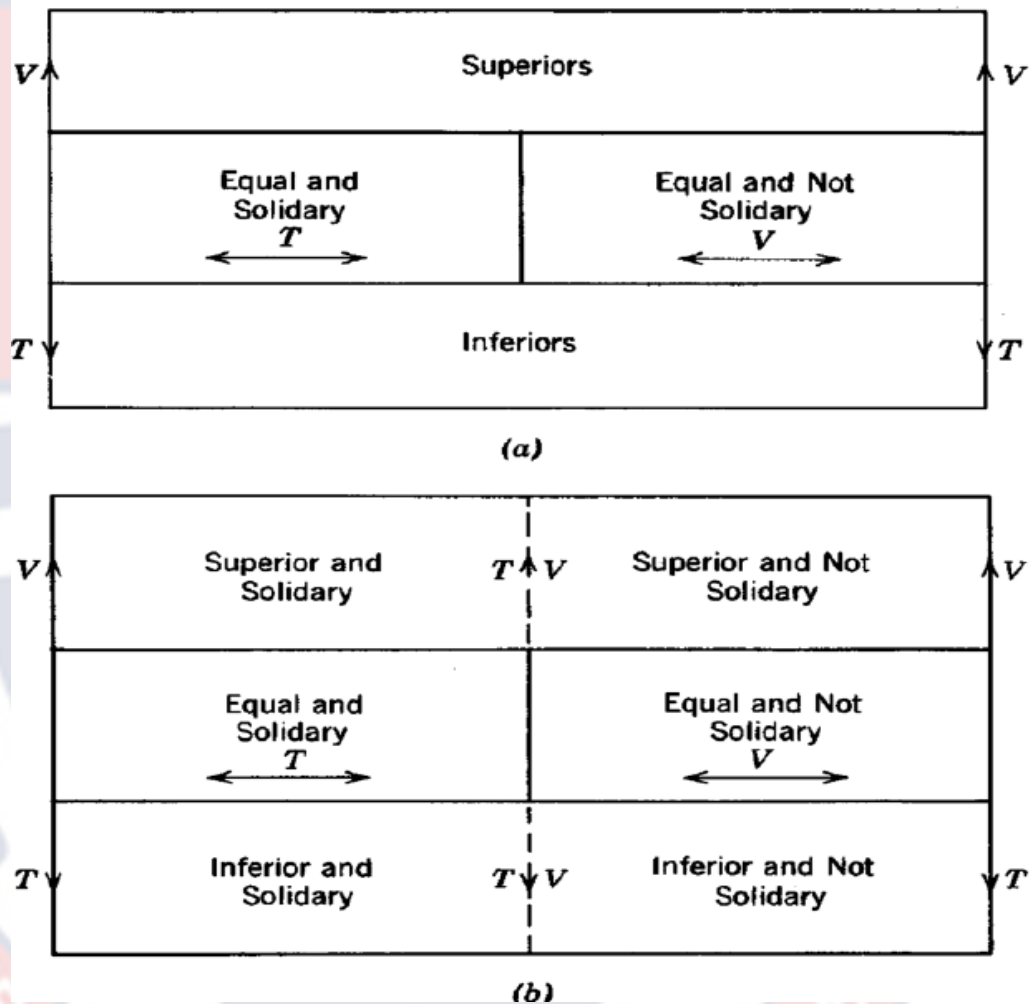 Superiors
V
V
Equal and
Solidary
T
Equal and Not
Solidary
V
T
Inferiors
T
(a)
V
Superior and
Solidary
T V
Superior and Not
Solidary
V
Equal and
Solidary
T
Equal and Not
Solidary
V
T
Inferior and
Solidary
T V
Inferior and Not
Solidary
T
(b)